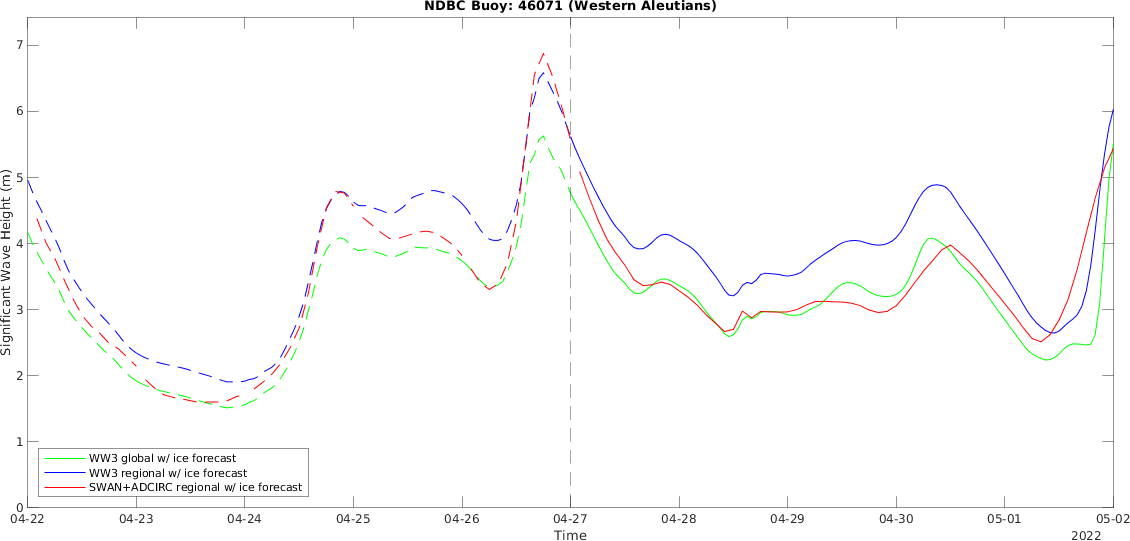 NDBC Buoy: 46071 (Western Aleutians)
Significant Wave Height (m)
7
6
5
4
3
2
1
0
WW3 global w/ ice forecast
WW3 regional w/ ice forecast
SWAN+ADCIRC regional w/ ice forecast
04-22 04-23 04-24 04-25 04-26 04-27 04-28 04-29 04-30 05-01 05-02
Time
2022